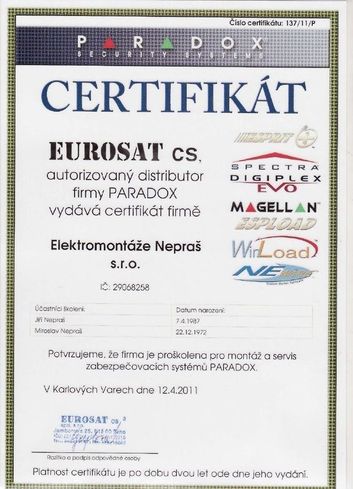 Číslo certifikátu: 137/11/P
PARADOX
SECURITY SYSTEMS
CERTIFIKÁT
EUROSAT CS,
autorizovaný distributor
firmy PARADOX
vydává certifikát firmě
ESPRIT
SPECTRA
DIGIPLEX
EVO
MAGELLAN
ESPLOAD
WinLoad
Elektromontáže Nepraš
s.r.o.
IČ: 29068258
Účastníci školení: Datum narození:
Jiří Nepraš 7.4.1987
Miroslav Nepraš 22.12.1972
Potvrzujeme, že firma je proškolena pro montáž a servis
zabezpečovacích systémů PARADOX.
V Karlových Varech dne 12.4.2011
EUROSAT CS
Razítko a podpis odpovědné osoby
Platnost certifikátu je po dobu dvou let ode dne jeho vydání.